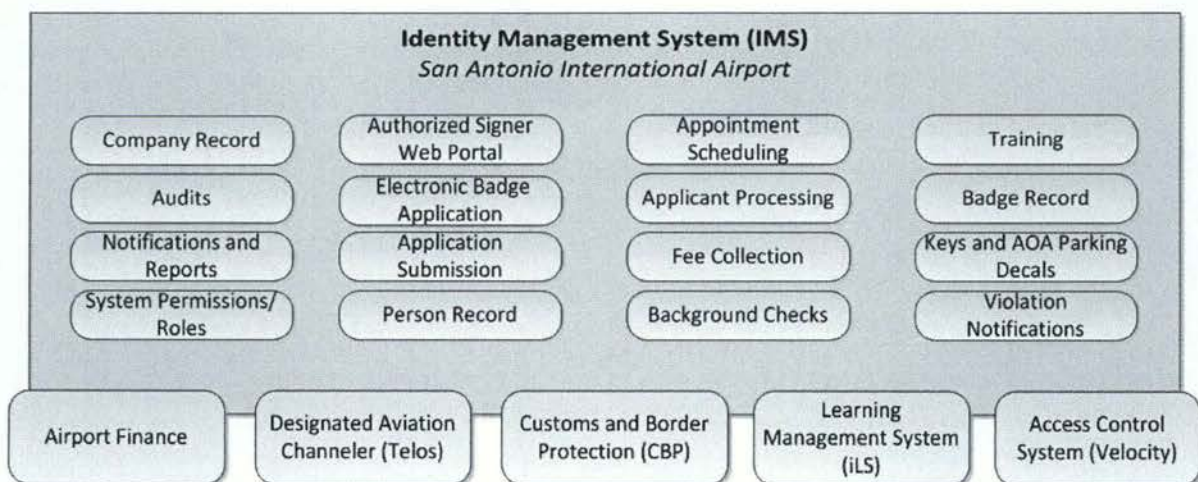 Identity Management System (IMS)
San Antonio International Airport
Company Record
Authorized Signer
Web Portal
Appointment
Scheduling
Training
Audits
Electronic Badge
Application
Applicant Processing
Badge Record
Notifications and
Reports
Application
Submission
Fee Collection
Keys and AOA Parking
Decals
System Permissions/
Roles
Person Record
Background Checks
Violation
Notifications
Airport Finance
Designated Aviation
Channeler (Telos)
Customs and Border
Protection (CBP)
Learning
Management System
(iLS)
Access Control
System (Velocity)